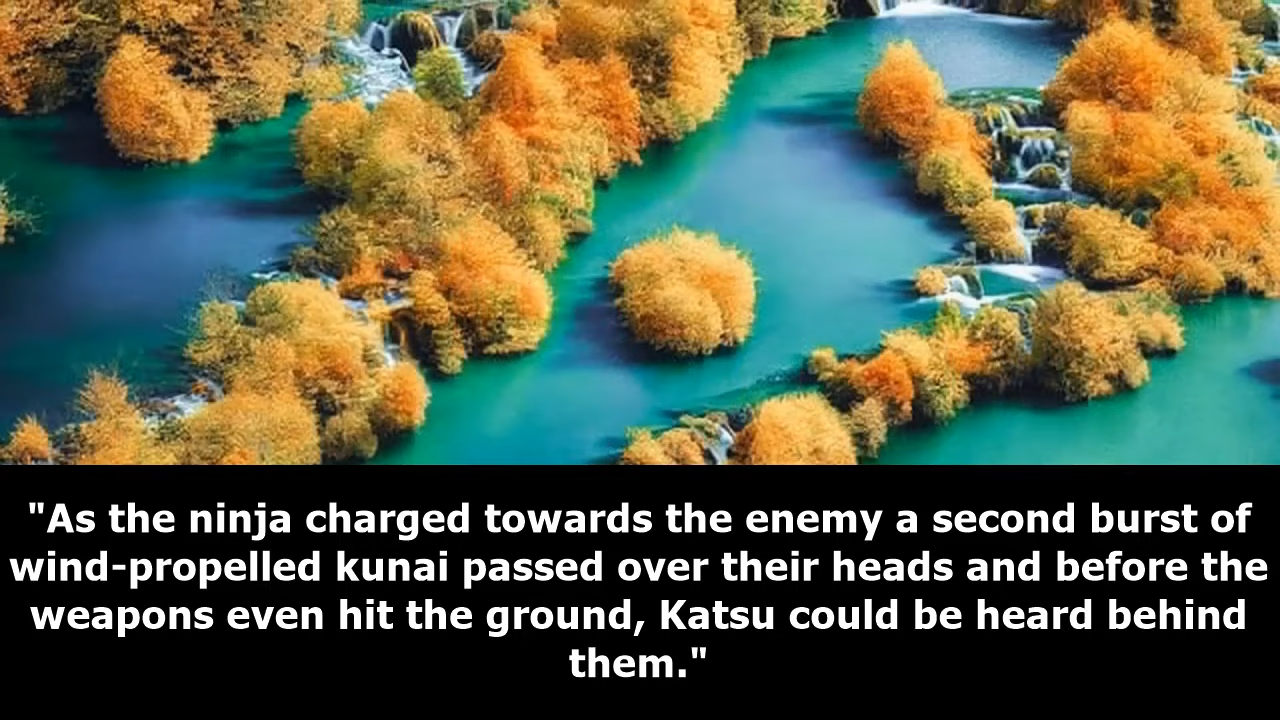 "As the ninja charged towards the enemy a second burst of
wind-propelled kunai passed over their heads and before the
weapons even hit the ground, Katsu could be heard behind
them."